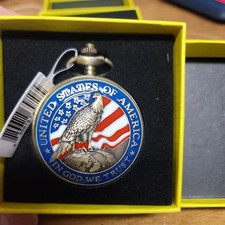 UNITED STATES OF AMERICA
IN GOD WE TRUST